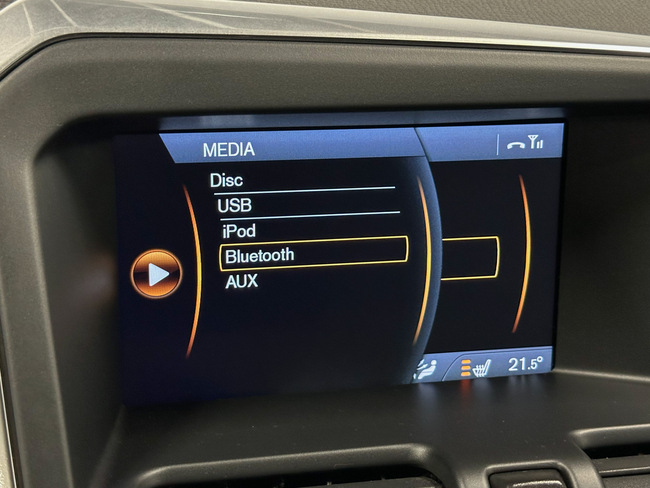 MEDIA
Disc
USB
iPod
Bluetooth
AUX
21.5°